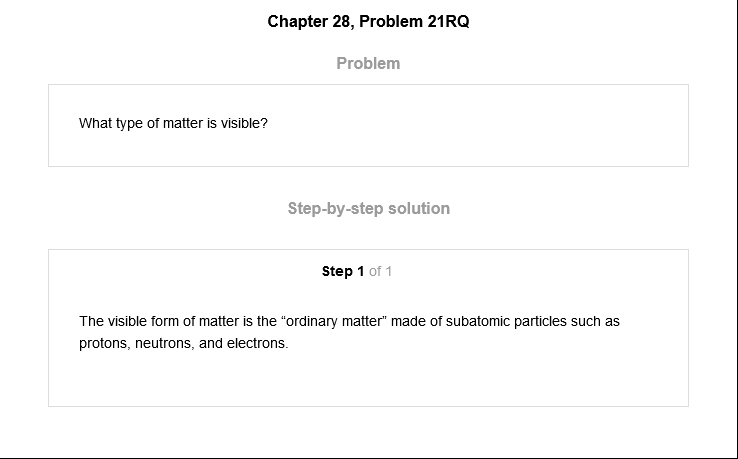 Chapter 28, Problem 21RQ
Problem
What type of matter is visible?
Step-by-step solution
Step 1 of 1
The visible form of matter is the “ordinary matter” made of subatomic particles such as
protons, neutrons, and electrons.